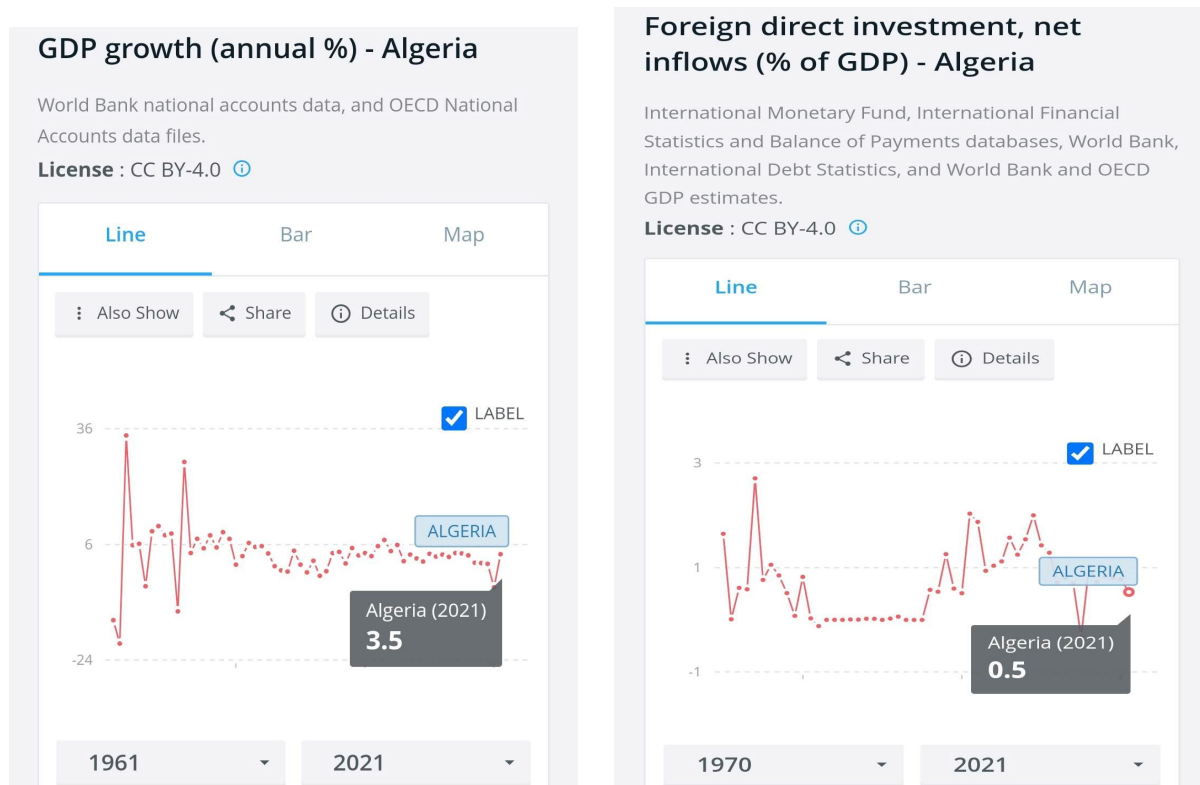 GDP growth (annual %) - Algeria
World Bank national accounts data, and OECD National
Accounts data files.
License : CC BY-4.0
Line
Bar
Map
Also Show
Share
Details
LABEL
36
6
-24
ALGERIA
Algeria (2021)
3.5
1961
2021
Foreign direct investment, net
inflows (% of GDP) - Algeria
International Monetary Fund, International Financial
Statistics and Balance of Payments databases, World Bank,
International Debt Statistics, and World Bank and OECD
GDP estimates.
License : CC BY-4.0
Line
Bar
Map
Also Show
Share
Details
LABEL
3
1
-1
ALGERIA
Algeria (2021)
0.5
1970
2021